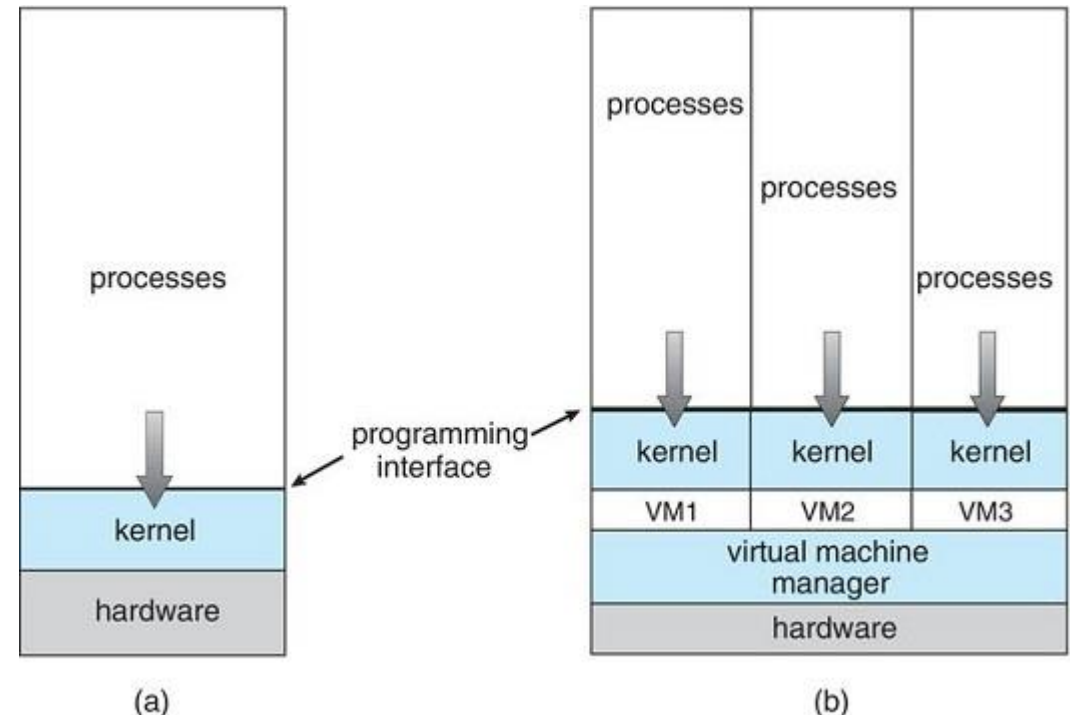 processes
kernel
hardware
(a)
programming
interface
processes
processes
processes
kernel
kernel
kernel
VM1
VM2
VM3
virtual machine
manager
hardware
(b)